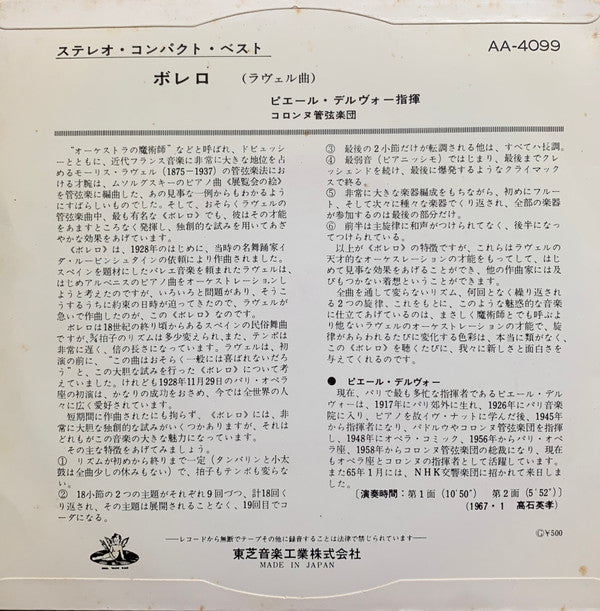 ステレオ・コンパクト・ベスト
AA-4099
ボレロ （ラヴェル曲）
ピエール・デルヴォー指揮
コロンヌ管弦楽団
“オーケストラの魔術師”などと呼ばれ、ドビュッシ
ーとともに、近代フランス音楽に非常に大きな地位を占
めるモーリス・ラヴェル（1875−1937）の管弦楽法にお
ける才腕は、ムソルグスキーのピアノ曲《展覧会の絵》
を管弦楽に編曲した、あの見事な一例からもわかるよう
にすばらしいものでした。そして、おそらくラヴェルの
管弦楽曲中、最も有名な《ボレロ》でも、彼はその才能
をあますところなく発揮し、独創的な試みを用いてあざ
やかな効果をあげています。
《ボレロ》は、1928年のはじめに、当時の名舞踊家イ
ダ・ルービンシュタインの依頼により作曲されました。
スペインを題材にしたバレエ音楽を頼まれたラヴェルは、
はじめアルベニスのピアノ曲をオーケストレーションし
ようと考えたのですが、いろいろと問題があり、そうこ
うするうちに約束の日時が迫ってきたので、ラヴェルが
急いで作曲したのが、この《ボレロ》なのです。
ボレロは18世紀の終り頃からあるスペインの民俗舞曲
ですが、¾拍子のリズムは多少変えられ、また、テンポは
非常に遅く、倍の長さになっています。ラヴェルは、初
演の前に、“この曲はおそらく一般には喜ばれないだろ
う”と、この大胆な試みを行った《ボレロ》について考
えていました。けれども1928年11月29日のパリ・オペラ
座の初演は、かなりの成功をおさめ、今では全世界の人
々に広く愛好されています。
短期間に作曲されたにも拘らず、《ボレロ》には、非
常に大胆な独創的な試みがいくつかありますが、それは
どれもがこの音楽の大きな魅力になっています。
その主な特徴をあげてみましょう。
① リズムが初めから終りまで一定（タンバリンと小太
鼓は全曲少しの休みもない）で、拍子もテンポも変らな
い。
② 18小節の2つの主題がそれぞれ9回づつ、計18回く
り返され、その主題は展開されることなく、19回目でコ
ーダになる。
③ 最後の2小節だけが転調される他は、すべてハ長調。
④ 最弱音（ピアニッシモ）ではじまり、最後までクレ
ッシェンドを続け、最後に爆発するようなクライマック
スで終る。
⑤ 非常に大きな楽器編成をもちながら、初めにフルー
ト、そして次々に種々な楽器でくり返され、全部の楽器
が参加するのは最後の部分だけ。
⑥ 前半は主旋律に和声がつけられてなく、後半になっ
てつけられている。
以上が《ボレロ》の特徴ですが、これらはラヴェルの
天才的なオーケストレーションの才能をもってして、はじ
めて見事な効果をあげることができ、他の作曲家には及
びもつかない着想ということができます。
全曲を通して変らないリズム、何回となく繰り返され
る2つの旋律、これをもとに、このような魅惑的な音楽
に仕立てあげているのは、まさしく魔術師とでも呼ぶよ
り他ないラヴェルのオーケストレーションの才能で、旋
律があらわれるたびに変化する色彩は、本当に類がなく、
この《ボレロ》を聴くたびに、我々に新しさと面白さを
与えてくれるのです。
● ピエール・デルヴォー
現在、パリで最も多忙な指揮者であるピエール・デル
ヴォーは、1917年にパリ郊外に生れ、1926年にパリ音楽
院に入り、ピアノを故イヴ・ナットに学んだ後、1945年
から指揮者になり、パドルウやコロンヌ管弦楽団を指揮
し、1948年にオペラ・コミック、1956年からパリ・オペ
ラ座、1958年からコロンヌ管弦楽団の総裁になり、現在
もオペラ座とコロンヌの指揮者として活躍しています。
また65年1月には、NHK交響楽団に招かれて来日しま
した。
〔演奏時間：第1面（10′50″） 第2面（5′52″）〕
（1967・1 高石英孝）
―レコードから無断でテープその他に録音することは法律で禁じられています―
Ⓖ¥500
東芝音楽工業株式会社
MADE IN JAPAN